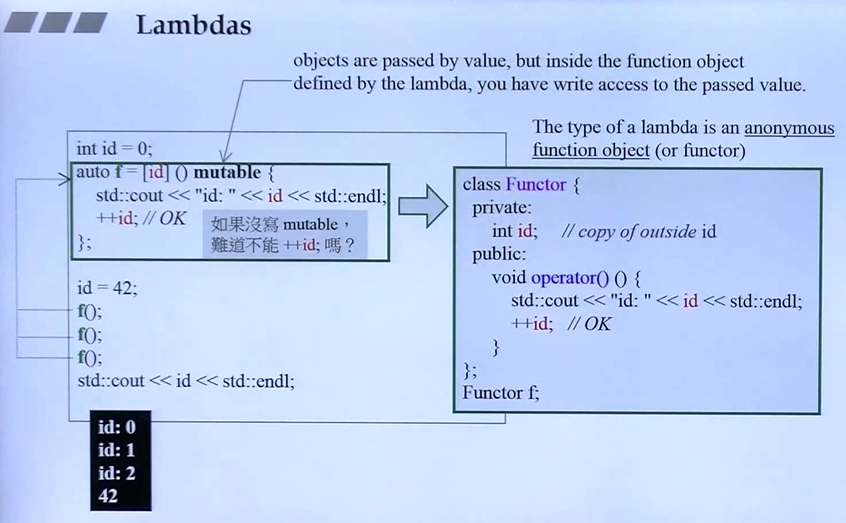 Lambdas
objects are passed by value, but inside the function object
defined by the lambda, you have write access to the passed value.
The type of a lambda is an anonymous
function object (or functor)
int id = 0;
auto f = [id] () mutable {
std::cout << "id: " << id << std::endl;
++id; // OK
};
如果沒寫 mutable，
難道不能 ++id; 嗎？
id = 42;
f();
f();
f();
std::cout << id << std::endl;
class Functor {
private:
int id; // copy of outside id
public:
void operator() () {
std::cout << "id: " << id << std::endl;
++id; // OK
}
};
Functor f;
id: 0
id: 1
id: 2
42